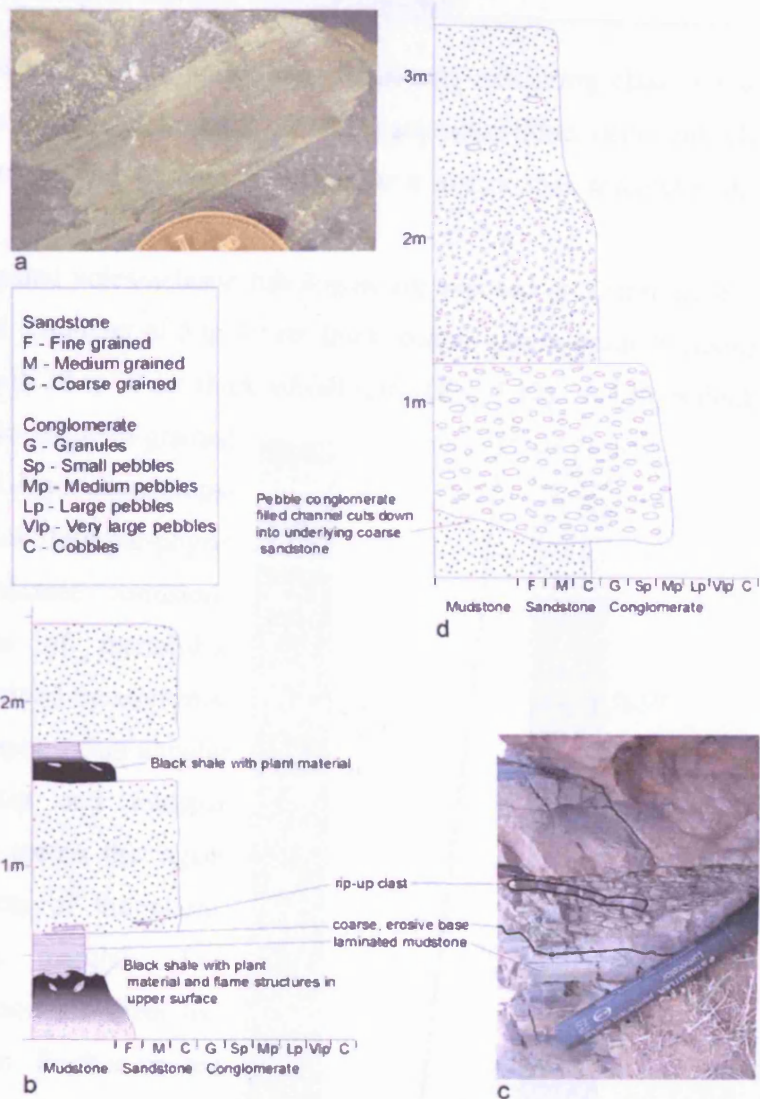 a
Sandstone
F - Fine grained
M - Medium grained
C - Coarse grained
Conglomerate
G - Granules
Sp - Small pebbles
Mp - Medium pebbles
Lp - Large pebbles
Vlp - Very large pebbles
C - Cobbles
3m
2m
1m
Pebble conglomerate
filled channel cuts down
into underlying coarse
sandstone
F M C G Sp Mp Lp Vlp C
Mudstone Sandstone Conglomerate
d
2m
Black shale with plant material
1m
rip-up clast
coarse, erosive base
laminated mudstone
Black shale with plant
material and flame structures in
upper surface
F M C G Sp Mp Lp Vlp C
Mudstone Sandstone Conglomerate
b
c